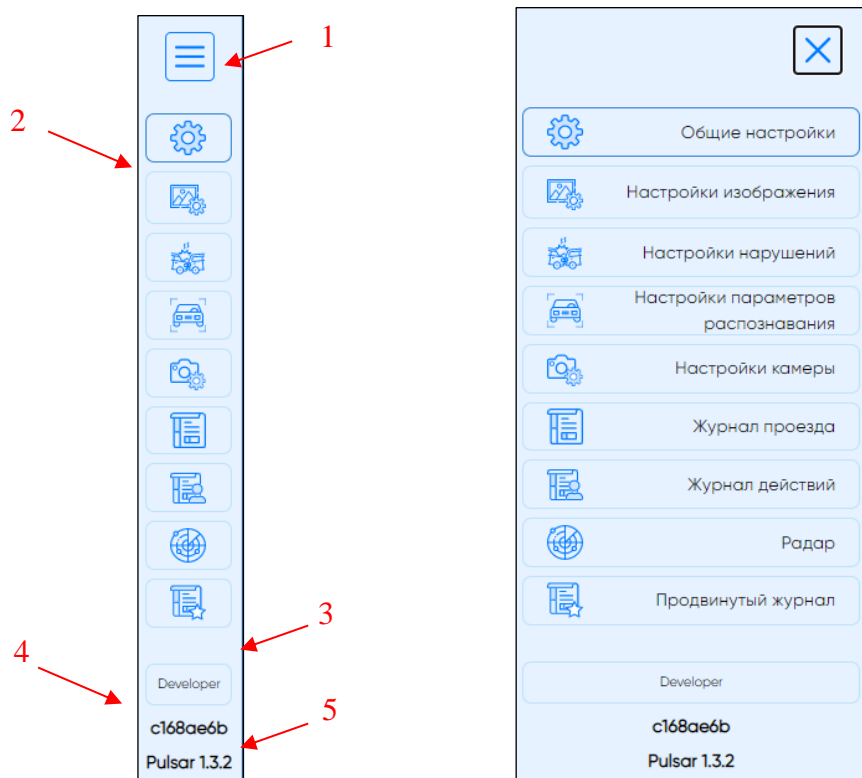 1
2
3
4
Developer
c168ae6b
5
Pulsar 1.3.2
Общие настройки
Настройки изображения
Настройки нарушений
Настройки параметров
распознавания
Настройки камеры
Журнал проезда
Журнал действий
Радар
Продвинутый журнал
Developer
c168ae6b
Pulsar 1.3.2